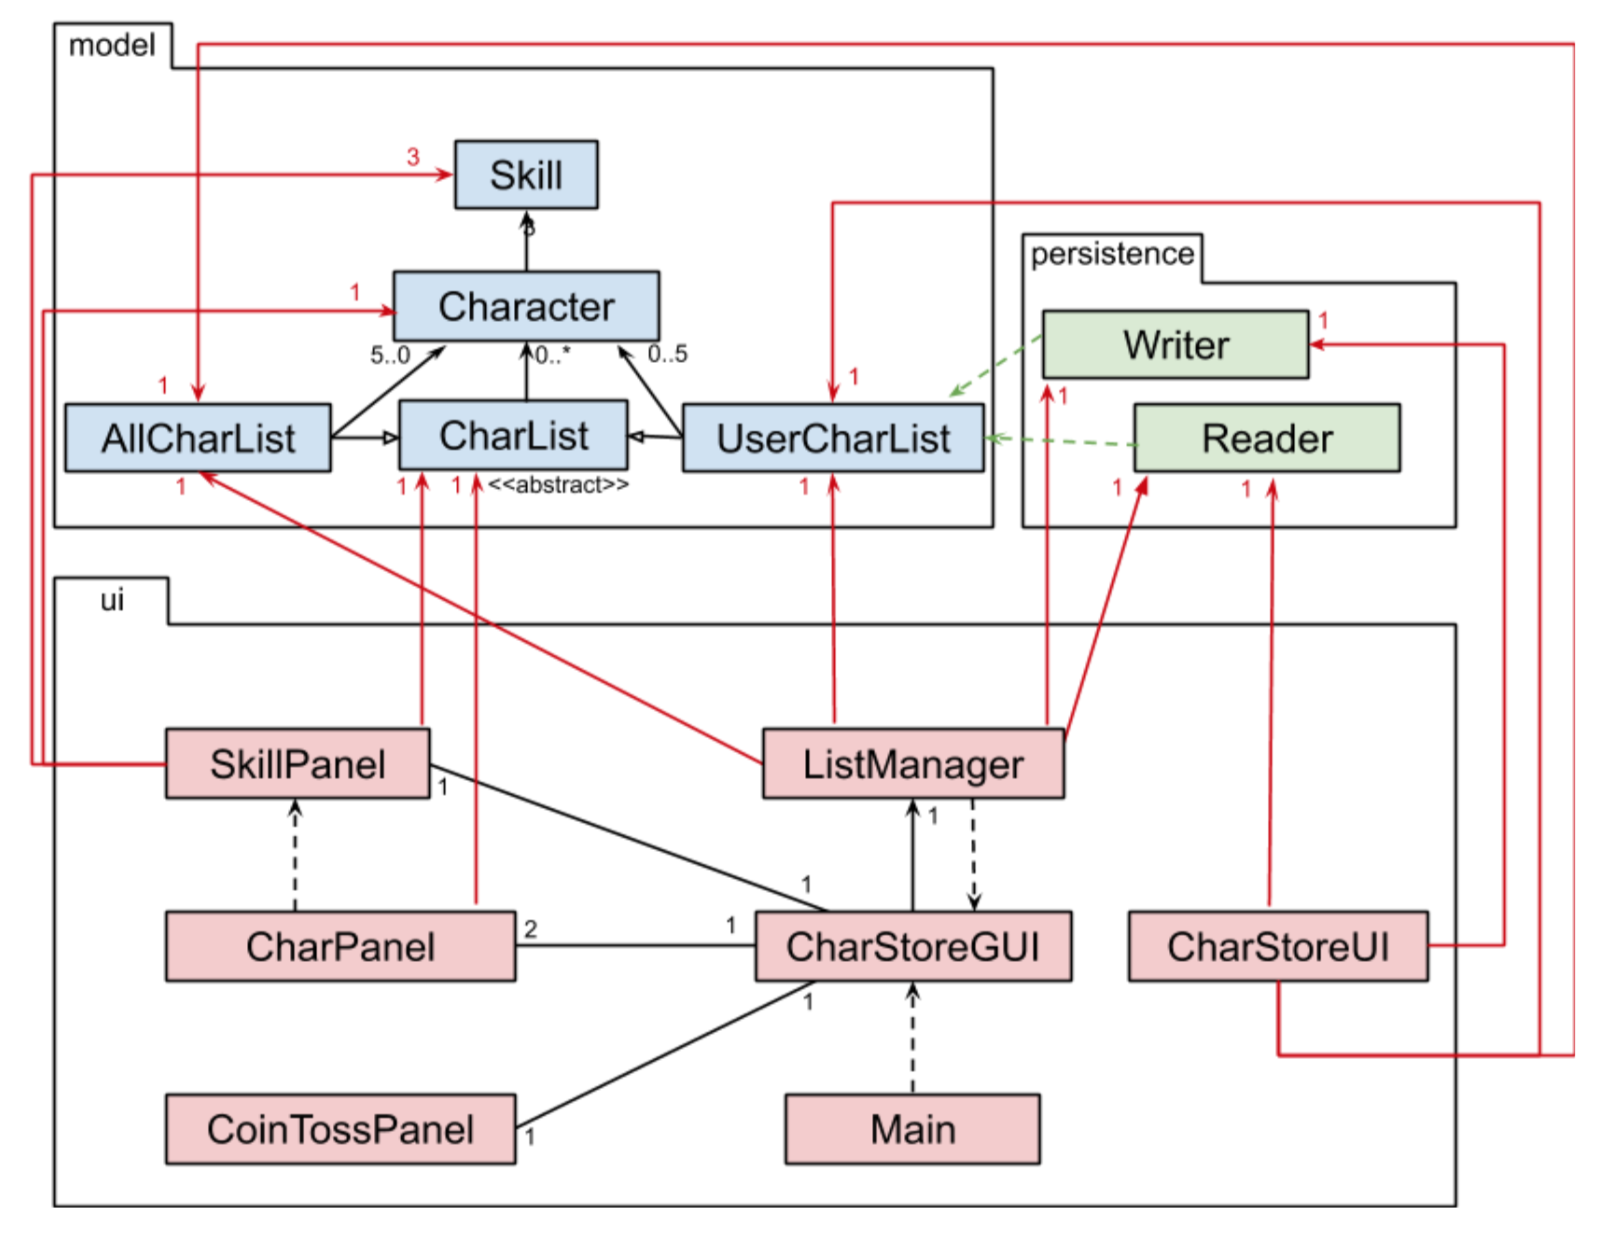 model
3
Skill
3
persistence
1
Character
1
Writer
5..0
0..*
0..5
1
1
1
AllCharList
CharList
UserCharList
Reader
1
1
1
<<abstract>>
1
1
1
ui
SkillPanel
ListManager
1
1
1
CharPanel
2
1
CharStoreGUI
CharStoreUI
1
CoinTossPanel
1
Main